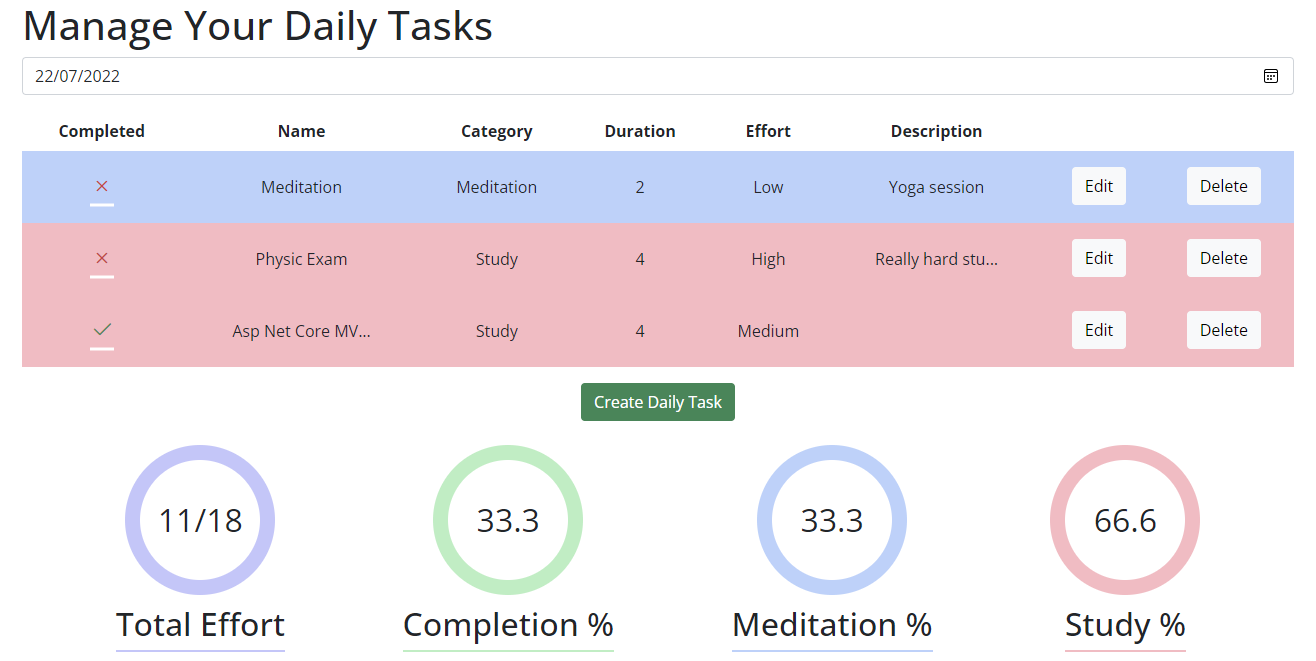 Manage Your Daily Tasks
22/07/2022
Completed Name Category Duration Effort Description
Meditation Meditation 2 Low Yoga session Edit Delete
Physic Exam Study 4 High Really hard stu... Edit Delete
Asp Net Core MV... Study 4 Medium Edit Delete
Create Daily Task
11/18 33.3 33.3 66.6
Total Effort Completion % Meditation % Study %